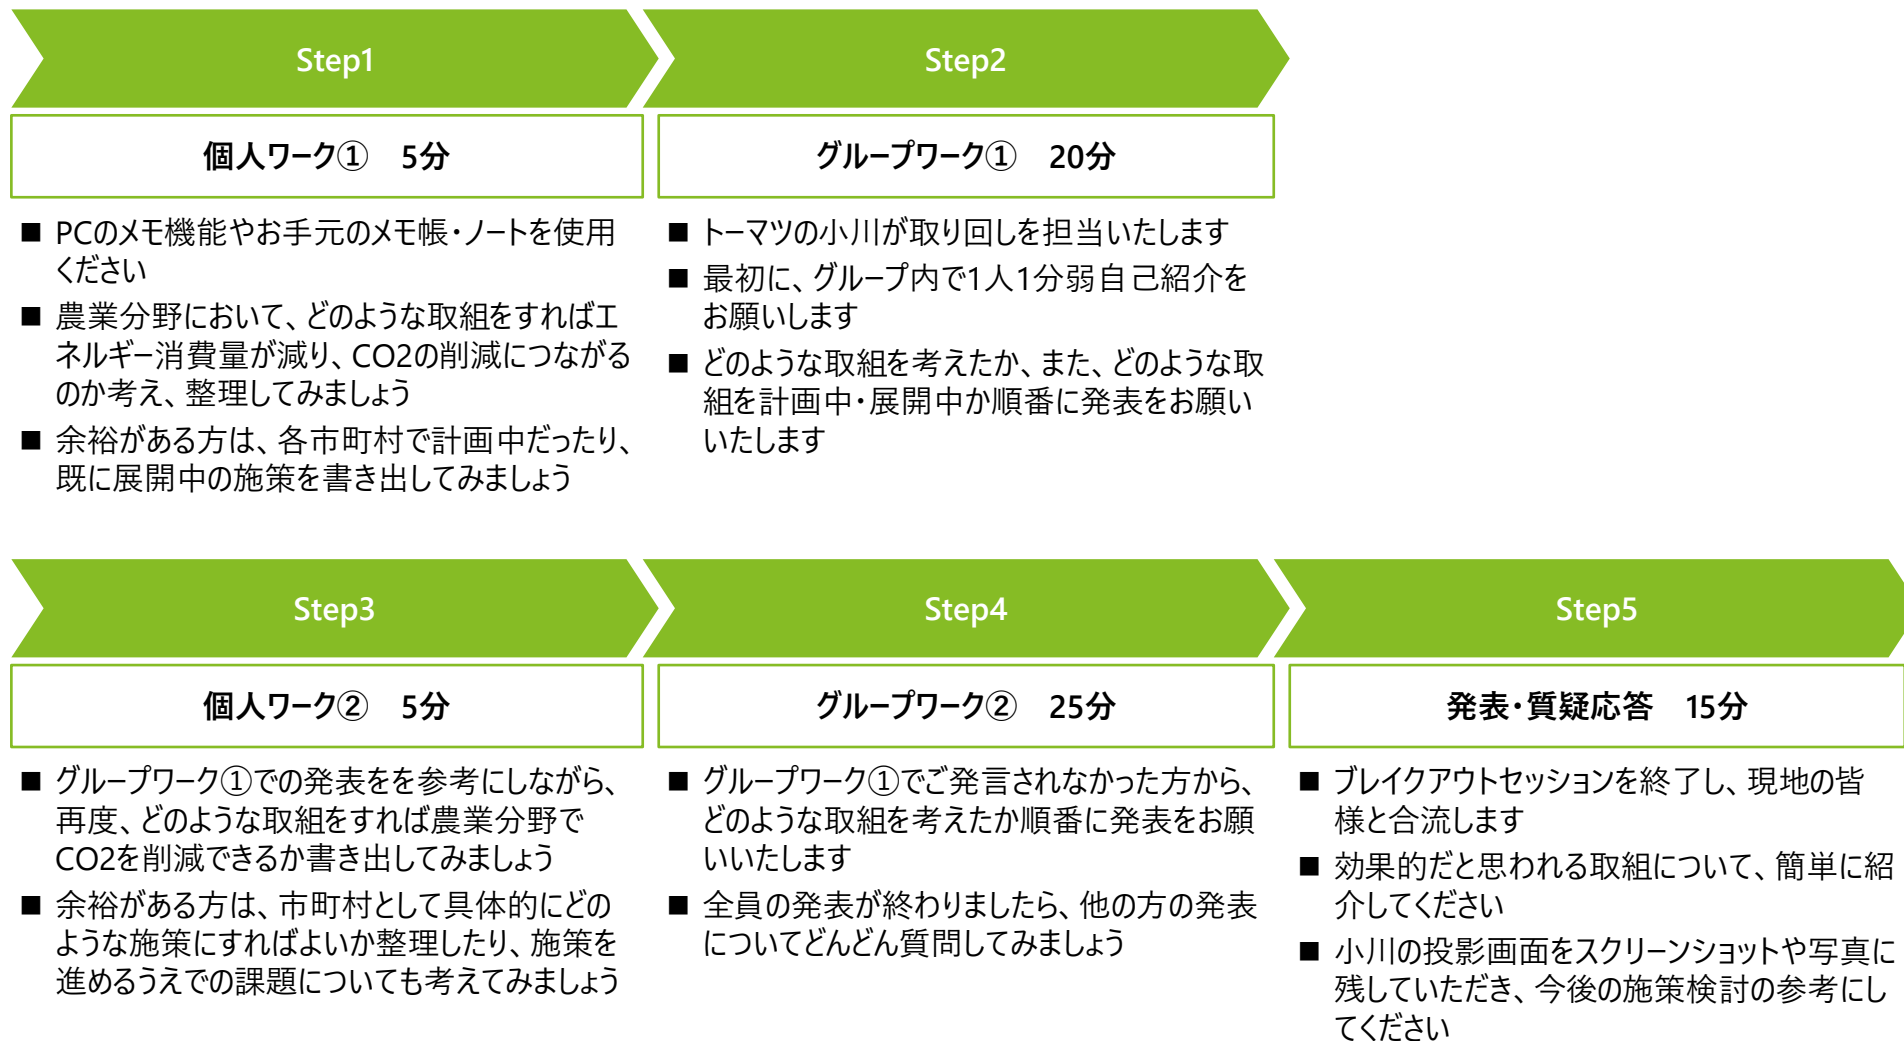 Step1
Step2
個人ワーク①　5分
グループワーク①　20分
■ PCのメモ機能やお手元のメモ帳・ノートを使用
ください
■ 農業分野において、どのような取組をすればエ
ネルギー消費量が減り、CO2の削減につながる
のか考え、整理してみましょう
■ 余裕がある方は、各市町村で計画中だったり、
既に展開中の施策を書き出してみましょう
■ トーマツの小川が取り回しを担当いたします
■ 最初に、グループ内で1人1分弱自己紹介を
お願いします
■ どのような取組を考えたか、また、どのような取
組を計画中・展開中か順番に発表をお願い
いたします
Step3
Step4
Step5
個人ワーク②　5分
グループワーク②　25分
発表・質疑応答　15分
■ グループワーク①での発表をを参考にしながら、
再度、どのような取組をすれば農業分野で
CO2を削減できるか書き出してみましょう
■ 余裕がある方は、市町村として具体的にどの
ような施策にすればよいか整理したり、施策を
進めるうえでの課題についても考えてみましょう
■ グループワーク①でご発言されなかった方から、
どのような取組を考えたか順番に発表をお願
いいたします
■ 全員の発表が終わりましたら、他の方の発表
についてどんどん質問してみましょう
■ ブレイクアウトセッションを終了し、現地の皆
様と合流します
■ 効果的だと思われる取組について、簡単に紹
介してください
■ 小川の投影画面をスクリーンショットや写真に
残していただき、今後の施策検討の参考にし
てください